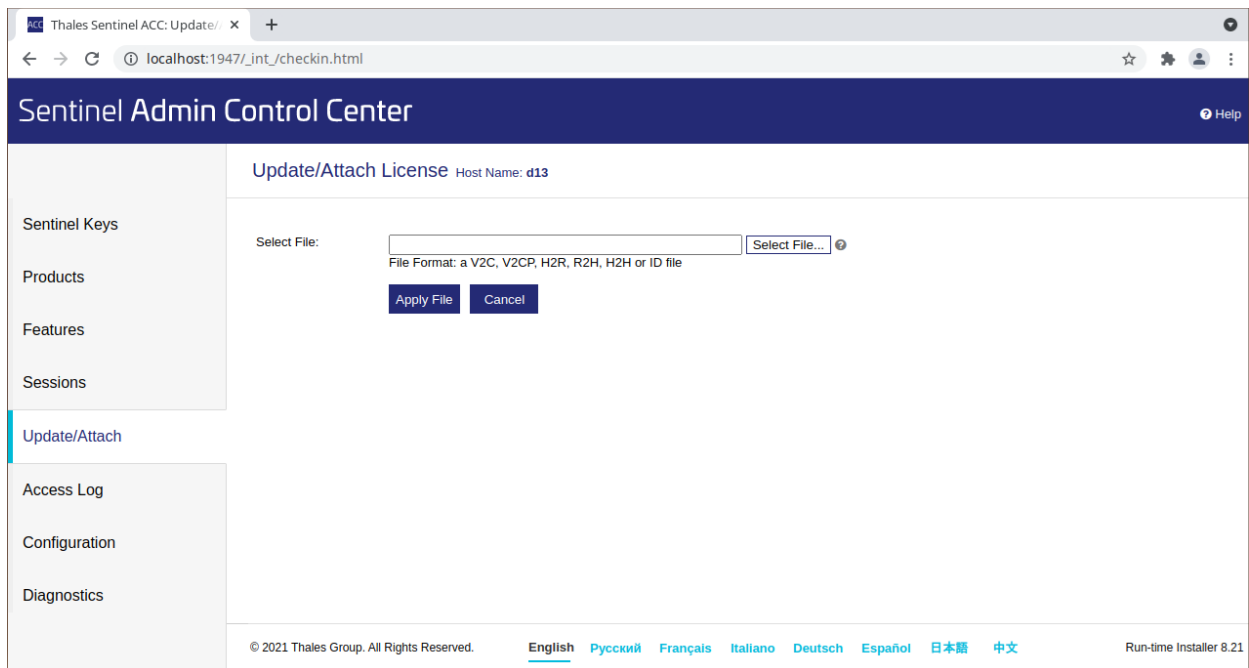 ACC Thales Sentinel ACC: Update/
localhost:1947/_int_/checkin.html
Sentinel Admin Control Center
Help
Update/Attach License Host Name: d13
Sentinel Keys
Products
Features
Sessions
Update/Attach
Access Log
Configuration
Diagnostics
Select File:
Select File...
File Format: a V2C, V2CP, H2R, R2H, H2H or ID file
Apply File Cancel
© 2021 Thales Group. All Rights Reserved. English Русский Français Italiano Deutsch Español 日本語 中文 Run-time Installer 8.21